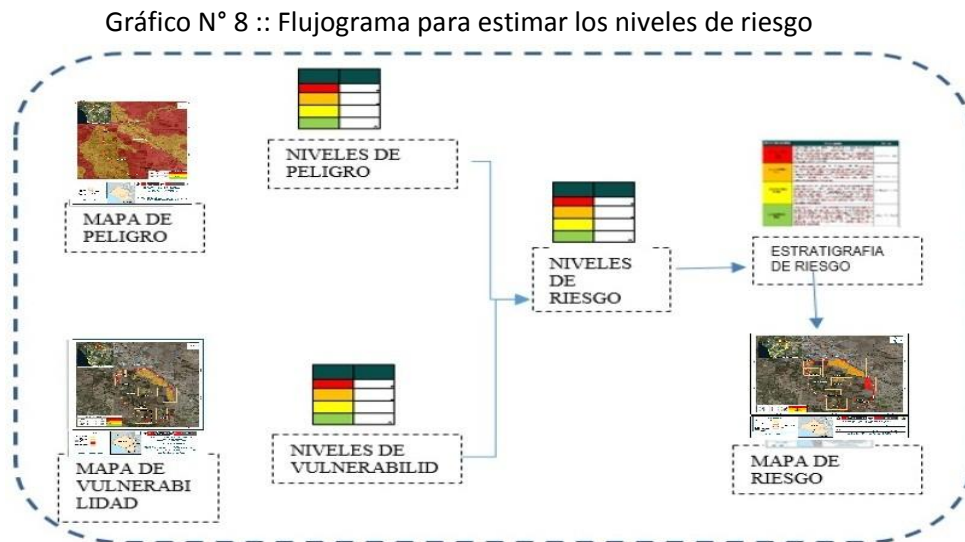 Gráfico N° 8 :: Flujograma para estimar los niveles de riesgo
MAPA DE
PELIGRO
NIVELES DE
PELIGRO
NIVELES
DE
RIESGO
ESTRATIGRAFIA
DE RIESGO
MAPA DE
VULNERABI
LIDAD
NIVELES DE
VULNERABILID
MAPA DE
RIESGO